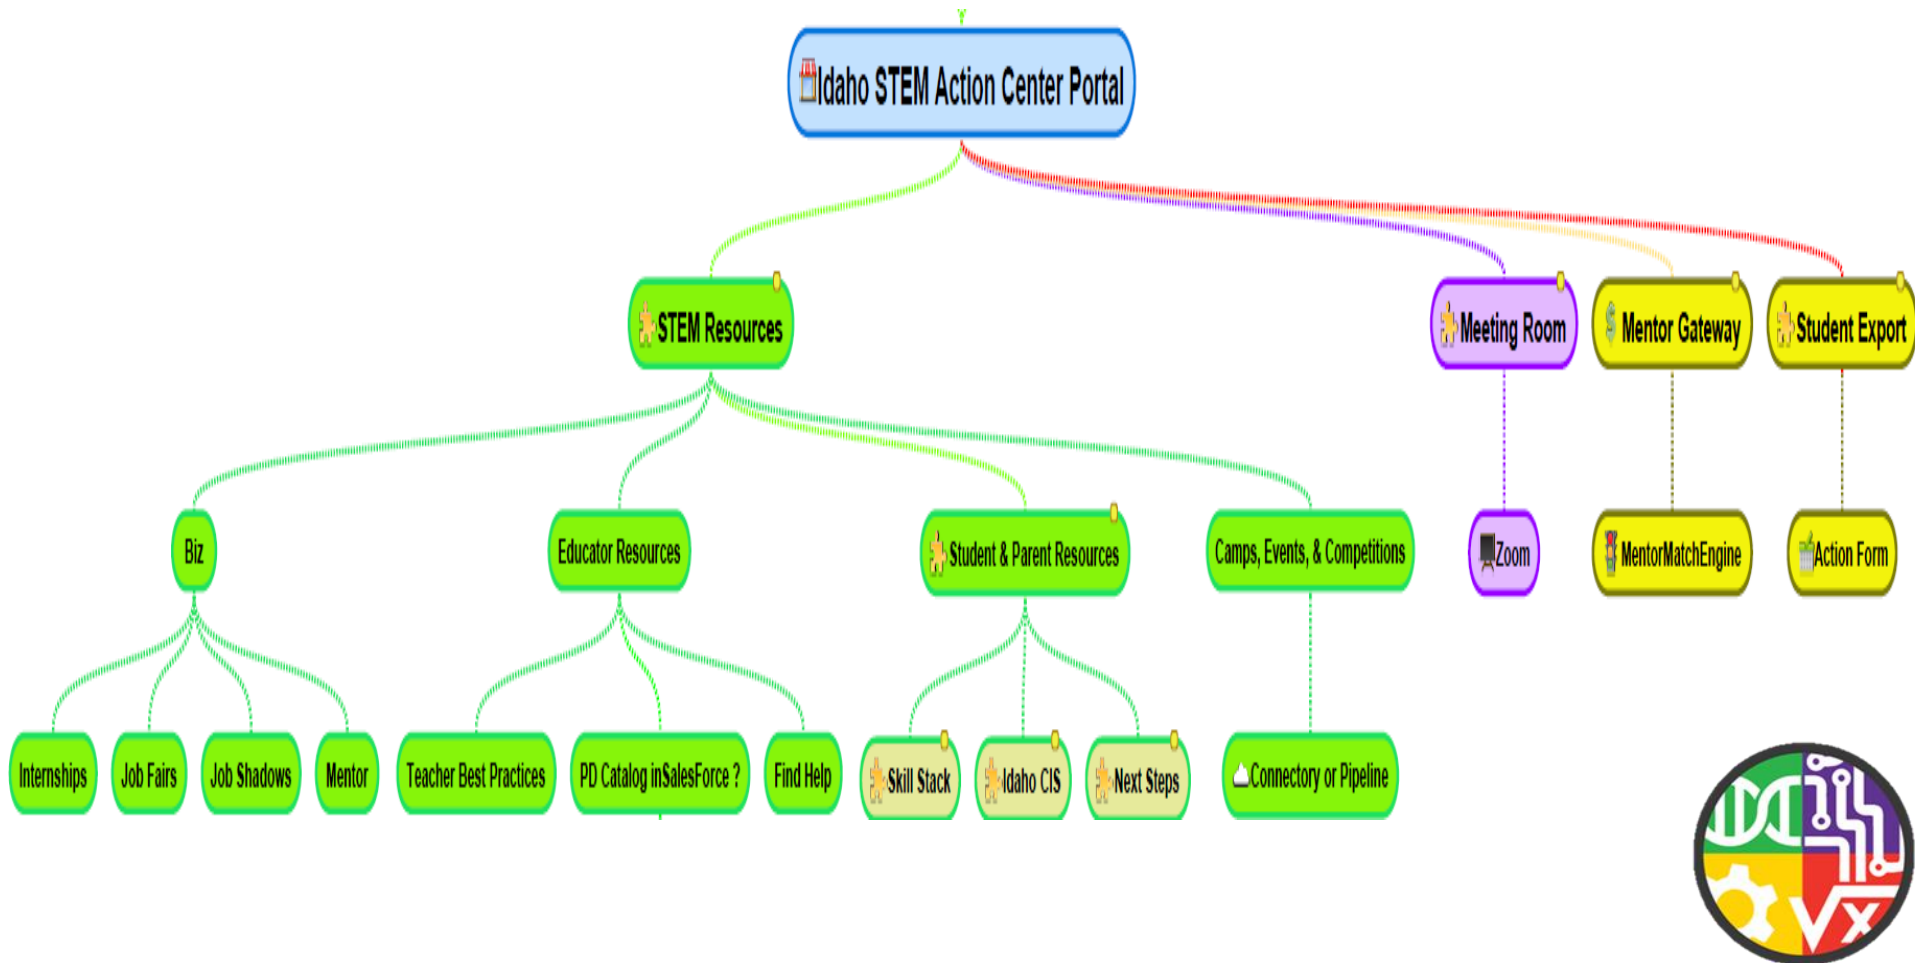 Idaho STEM Action Center Portal
STEM Resources
Meeting Room
Mentor Gateway
Student Export
Biz
Educator Resources
Student & Parent Resources
Camps, Events, & Competitions
Zoom
MentorMatchEngine
Action Form
Internships
Job Fairs
Job Shadows
Mentor
Teacher Best Practices
PD Catalog inSalesForce ?
Find Help
Skill Stack
Idaho CIS
Next Steps
Connectory or Pipeline
√x